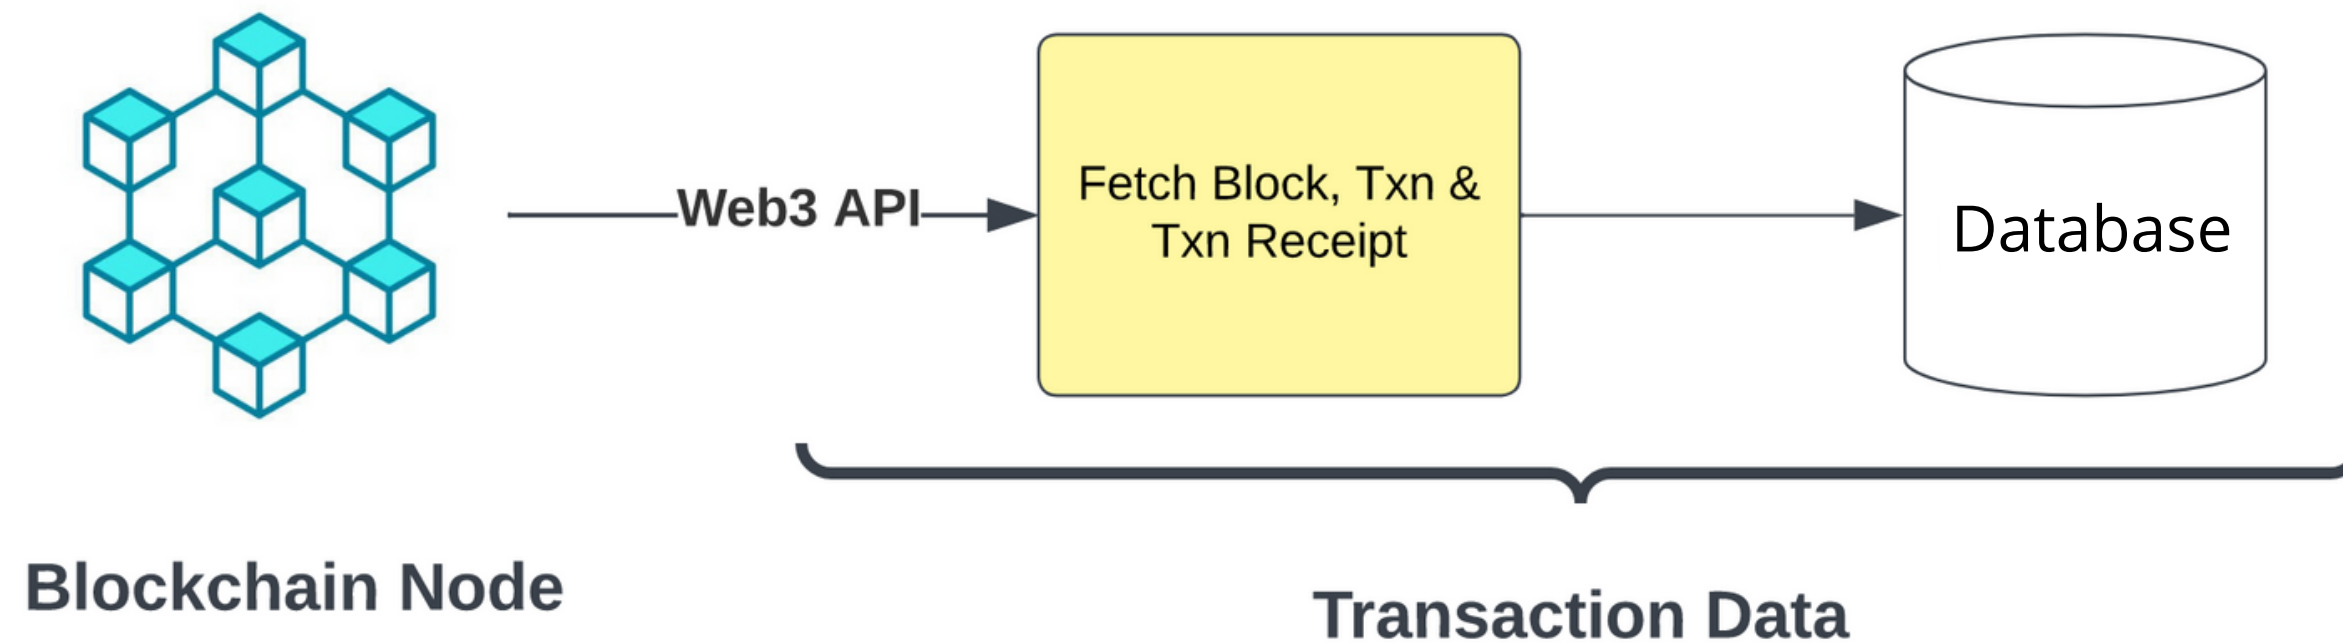 Web3 API
Fetch Block, Txn &
Txn Receipt
Database
Blockchain Node
Transaction Data